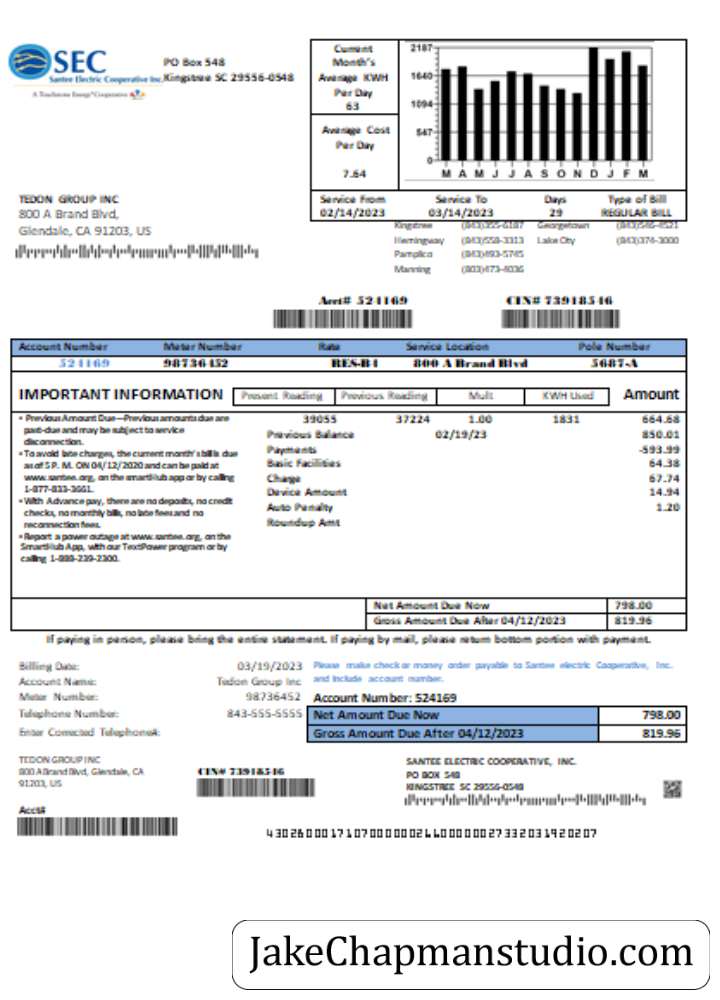 SEC
Santee Electric Cooperative Inc.
A Touchstone Energy® Cooperative
PO Box 548
Kingstree SC 29556-0548
Current
Month's
Average KWH
Per Day
63
Average Cost
Per Day
7.64
2187
1640
1094
547
0
M A M J J A S O N D J F M
Service From Service To Days Type of Bill
02/14/2023 03/14/2023 29 REGULAR BILL
TEDON GROUP INC
800 A Brand Blvd,
Glendale, CA 91203, US
Kingstree (843)355-6187 Georgetown (843)546-4521
Hemingway (843)558-3313 Lake City (843)374-3000
Pamplico (843)493-5745
Manning (803)473-4036
Acct# 524169 CIN# 73918546
Account Number Meter Number Rate Service Location Pole Number
524169 98736452 RES-B4 800 A Brand Blvd 5687-A
IMPORTANT INFORMATION Present Reading Previous Reading Mult KWH Used Amount
39055 37224 1.00 1831 664.68
Previous Balance 02/19/23 850.01
Payments -593.99
Basic Facilities 64.38
Charge 67.74
Device Amount 14.94
Auto Penalty 1.20
Roundup Amt
• Previous Amount Due—Previous amounts due are
past-due and may be subject to service
disconnection.
• To avoid late charges, the current month's bill is due
as of 5 P. M. ON 04/12/2020 and can be paid at
www.santee.org, on the smartHub app or by calling
1-877-833-3661.
• With Advance pay, there are no deposits, no credit
checks, no monthly bills, no late fees and no
reconnection fees.
• Report a power outage at www.santee.org, on the
SmartHub App, with our TextPower program or by
calling 1-888-239-2300.
Net Amount Due Now 798.00
Gross Amount Due After 04/12/2023 819.96
If paying in person, please bring the entire statement. If paying by mail, please return bottom portion with payment.
Billing Date: 03/19/2023
Account Name: Tedon Group Inc
Meter Number: 98736452
Telephone Number: 843-555-5555
Enter Corrected Telephone#:
Please make check or money order payable to Santee electric Cooperative, Inc.
and Include account number.
Account Number: 524169
Net Amount Due Now 798.00
Gross Amount Due After 04/12/2023 819.96
TEDON GROUP INC
800 A Brand Blvd, Glendale, CA
91203, US
CIN# 73918546
Acct#
SANTEE ELECTRIC COOPERATIVE, INC.
PO BOX 548
KINGSTREE SC 29556-0548
JakeChapmanstudio.com